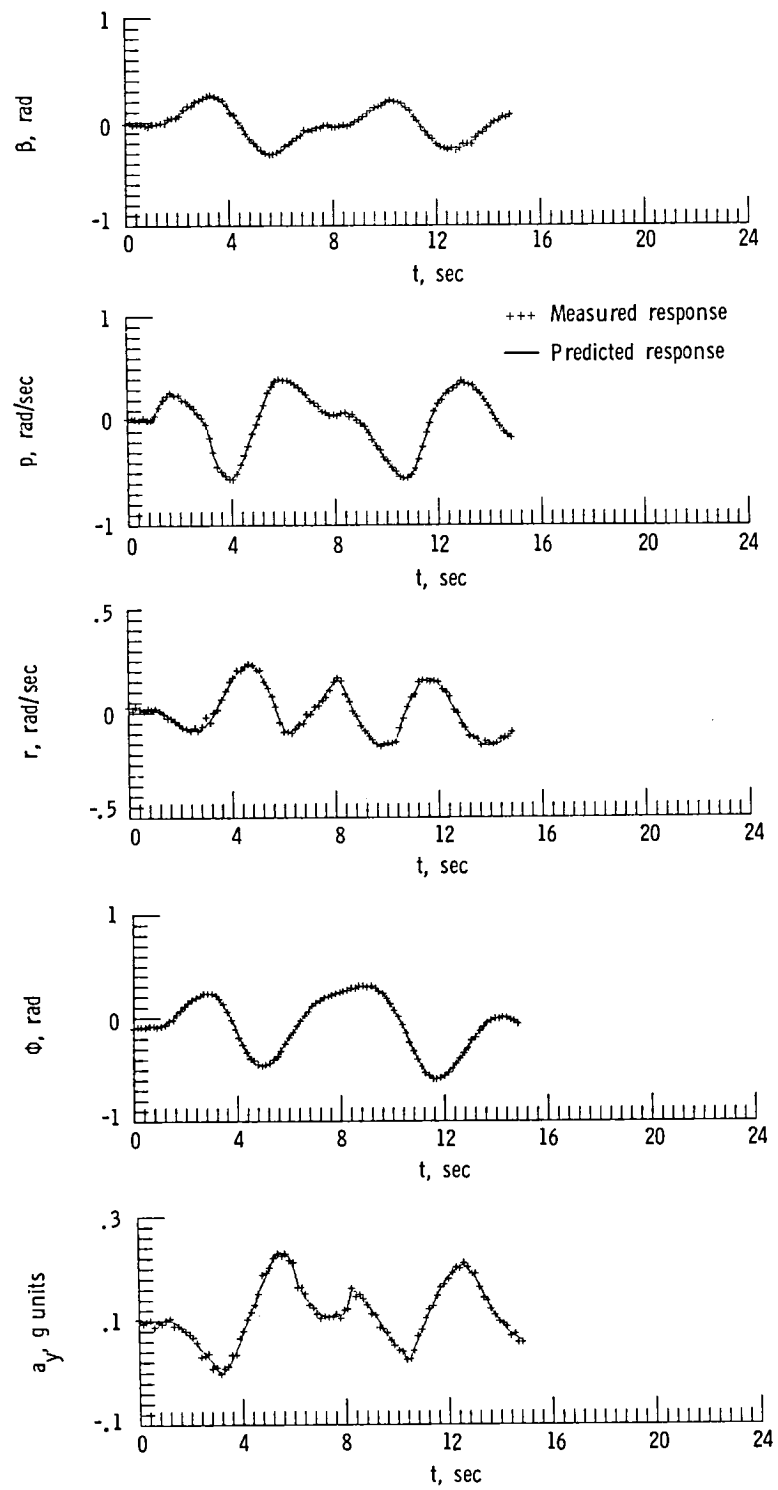 1
β, rad
0
-1
0 4 8 12 16 20 24
t, sec
1
+++ Measured response
— Predicted response
p, rad/sec
0
-1
0 4 8 12 16 20 24
t, sec
.5
r, rad/sec
0
-.5
0 4 8 12 16 20 24
t, sec
1
Φ, rad
0
-1
0 4 8 12 16 20 24
t, sec
.3
a_y, g units
.1
-.1
0 4 8 12 16 20 24
t, sec